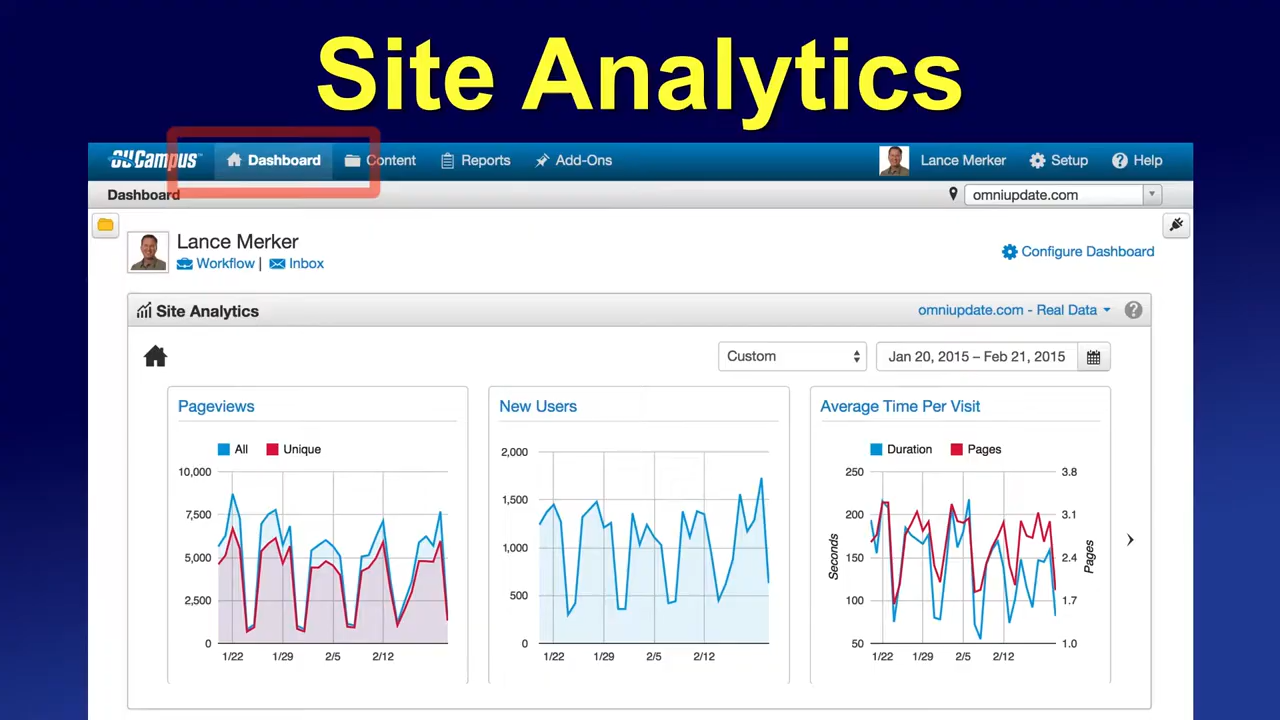 Site Analytics
OU Campus™ Dashboard Content Reports Add-Ons Lance Merker Setup Help
Dashboard omniupdate.com
Lance Merker
Workflow | Inbox
Configure Dashboard
Site Analytics omniupdate.com - Real Data
Custom Jan 20, 2015 – Feb 21, 2015
Pageviews
All Unique
10,000
7,500
5,000
2,500
0
1/22 1/29 2/5 2/12
New Users
2,000
1,500
1,000
500
0
1/22 1/29 2/5 2/12
Average Time Per Visit
Duration Pages
250 3.8
200 3.1
150 2.4
100 1.7
50 1.0
Seconds
Pages
1/22 1/29 2/5 2/12